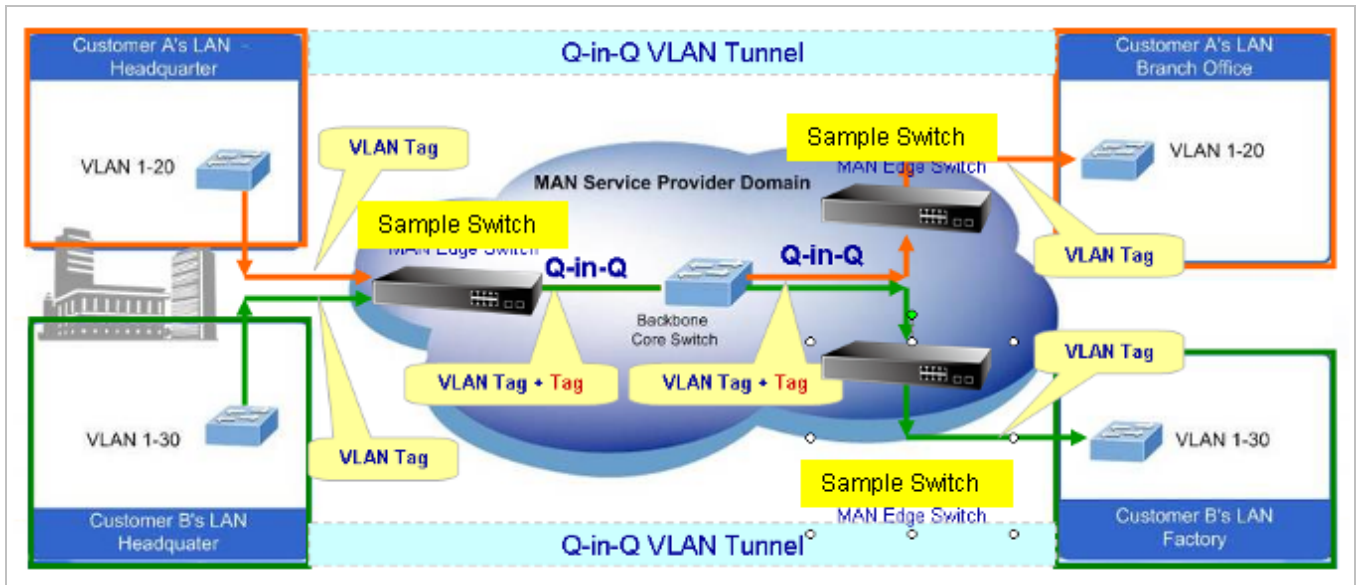 Customer A's LAN -
Headquarter
Q-in-Q VLAN Tunnel
Customer A's LAN
Branch Office
VLAN 1-20
VLAN Tag
Sample Switch
MAN Edge Switch
VLAN 1-20
MAN Service Provider Domain
Sample Switch
MAN Edge Switch
VLAN Tag
Q-in-Q
Q-in-Q
Backbone
Core Switch
VLAN Tag
VLAN Tag + Tag
VLAN Tag + Tag
VLAN 1-30
VLAN Tag
VLAN 1-30
Sample Switch
MAN Edge Switch
Customer B's LAN
Headquater
Q-in-Q VLAN Tunnel
Customer B's LAN
Factory